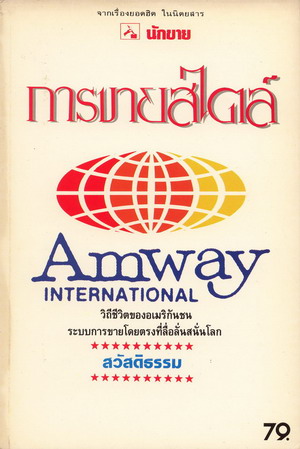 จากเรื่องยอดฮิต ในนิตยสาร
นักขาย
การขายสไตล์
Amway
INTERNATIONAL
วิถีชีวิตของอเมริกันชน
ระบบการขายโดยตรงที่ลือลั่นสนั่นโลก
สวัสดิธรรม
79.